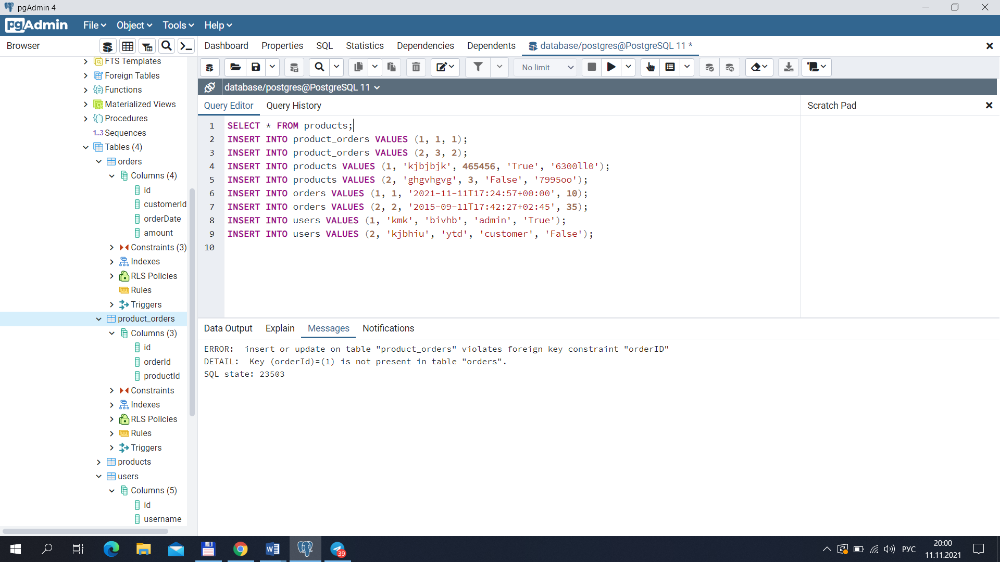 pgAdmin 4
pgAdmin File Object Tools Help
Browser
Dashboard Properties SQL Statistics Dependencies Dependents database/postgres@PostgreSQL 11 *
No limit
database/postgres@PostgreSQL 11
Query Editor Query History
Scratch Pad
FTS Templates
Foreign Tables
Functions
Materialized Views
Procedures
1..3 Sequences
Tables (4)
orders
Columns (4)
id
customerId
orderDate
amount
Constraints (3)
Indexes
RLS Policies
Rules
Triggers
product_orders
Columns (3)
id
orderId
productId
Constraints
Indexes
RLS Policies
Rules
Triggers
products
users
Columns (5)
id
username
1 SELECT * FROM products;
2 INSERT INTO product_orders VALUES (1, 1, 1);
3 INSERT INTO product_orders VALUES (2, 3, 2);
4 INSERT INTO products VALUES (1, 'kjbjbjk', 465456, 'True', '6300ll0');
5 INSERT INTO products VALUES (2, 'ghgvhgvg', 3, 'False', '7995oo');
6 INSERT INTO orders VALUES (1, 1, '2021-11-11T17:24:57+00:00', 10);
7 INSERT INTO orders VALUES (2, 2, '2015-09-11T17:42:27+02:45', 35);
8 INSERT INTO users VALUES (1, 'kmk', 'bivhb', 'admin', 'True');
9 INSERT INTO users VALUES (2, 'kjbhiu', 'ytd', 'customer', 'False');
10
Data Output Explain Messages Notifications
ERROR: insert or update on table "product_orders" violates foreign key constraint "orderID"
DETAIL: Key (orderId)=(1) is not present in table "orders".
SQL state: 23503
39
РУС
20:00
11.11.2021